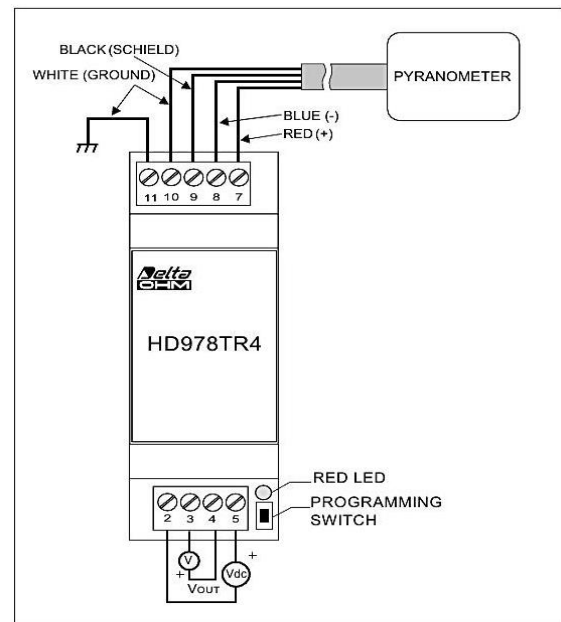 BLACK (SCHIELD)
WHITE (GROUND)
PYRANOMETER
BLUE (-)
RED (+)
11 10 9 8 7
Delta
OHM
HD978TR4
RED LED
PROGRAMMING
SWITCH
2 3 4 5
V
+
VOUT
Vdc
+